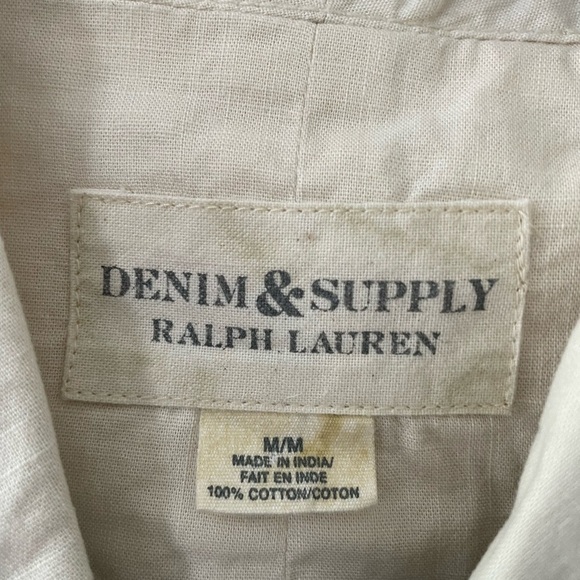 DENIM & SUPPLY
RALPH LAUREN
M/M
MADE IN INDIA/
FAIT EN INDE
100% COTTON/COTON